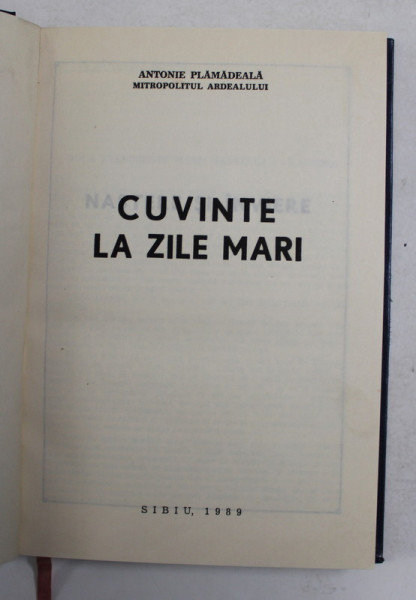 ANTONIE PLĂMĂDEALĂ
MITROPOLITUL ARDEALULUI
CUVINTE
LA ZILE MARI
SIBIU, 1989